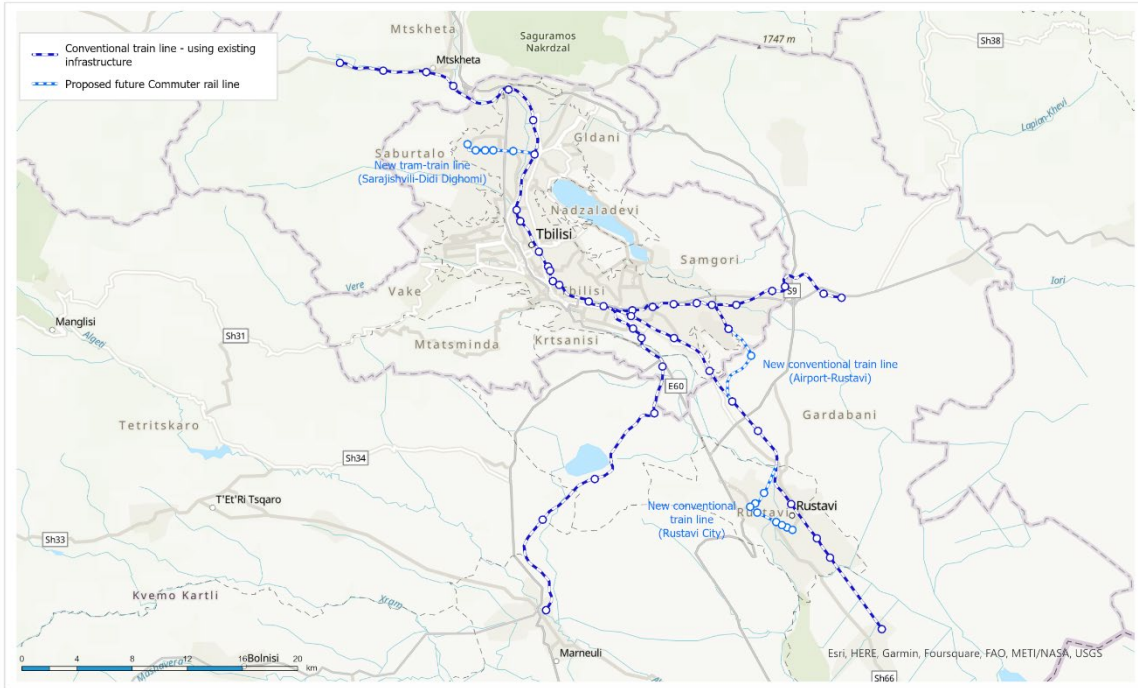 Conventional train line - using existing
infrastructure
Proposed future Commuter rail line
Mtskheta
Saguramos
Nakrdzal
1747 m
Sh38
Mtskheta
Lapian-Khevi
Gldani
Saburtalo
New tram-train line
(Sarajishvili-Didi Dighomi)
Nadzaladevi
Tbilisi
Samgori
Iori
Vere
Vake
S9
Manglisi
Algeti
Sh31
Mtatsminda
Krtsanisi
New conventional train line
(Airport-Rustavi)
E60
Gardabani
Tetritskaro
Sh34
T'Et'Ri Tsqaro
New conventional
train line
(Rustavi City)
Rustavi
Rustavi
Sh33
Kvemo Kartli
Xram
Mashavera
Bolnisi
0 4 8 12 16 20
km
Marneuli
Esri, HERE, Garmin, Foursquare, FAO, METI/NASA, USGS
Sh66